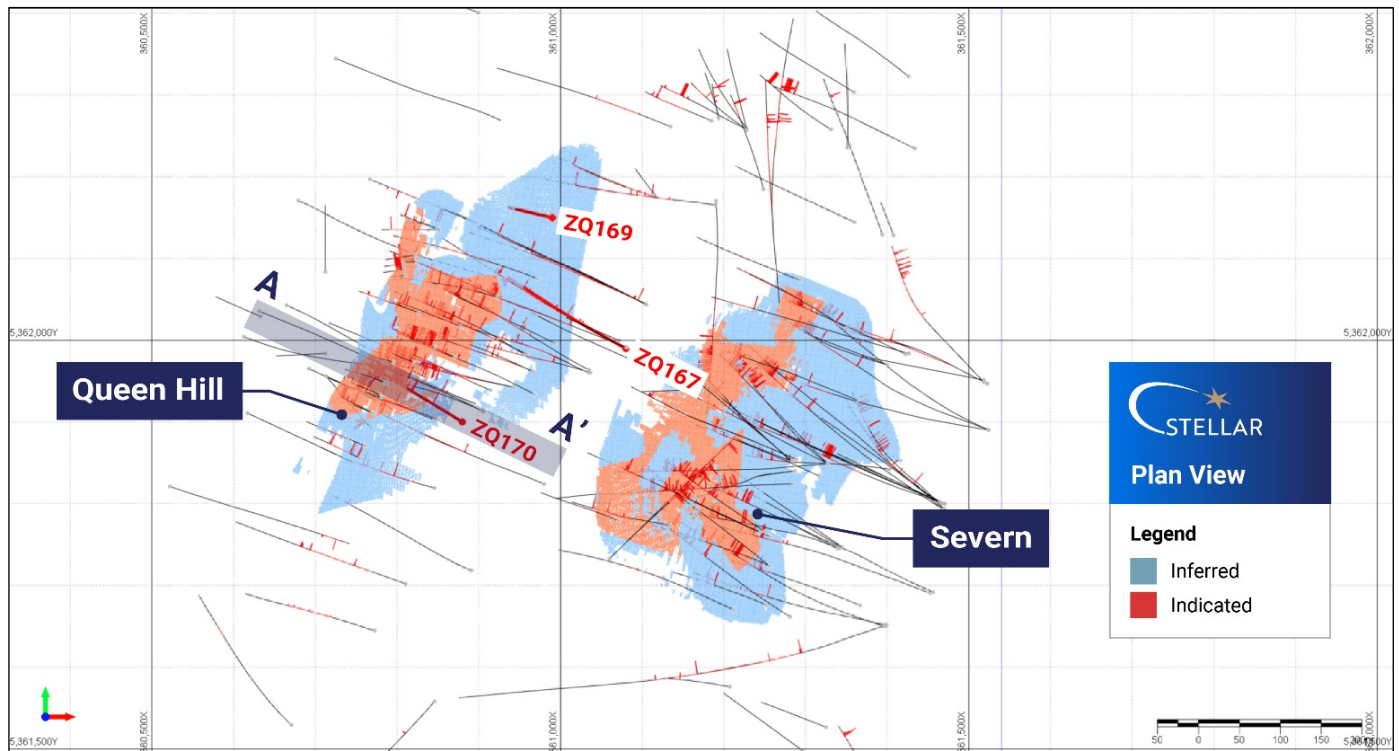 360,500X
361,000X
361,500X
362,000X
ZQ169
A
5,362,000Y
5,362,000Y
ZQ167
Queen Hill
A'
ZQ170
STELLAR
Plan View
Severn
Legend
Inferred
Indicated
360,500X
361,000X
361,500X
50 0 50 100 150
5,361,500Y